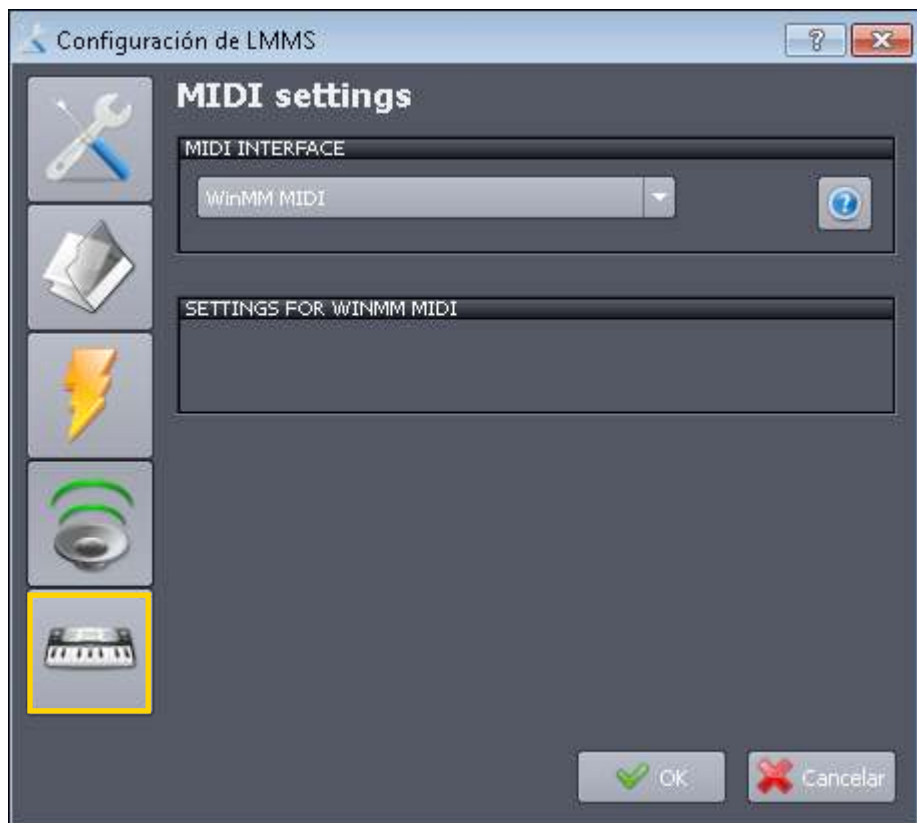 Configuración de LMMS
MIDI settings
MIDI INTERFACE
WinMM MIDI
SETTINGS FOR WINMM MIDI
OK
Cancelar